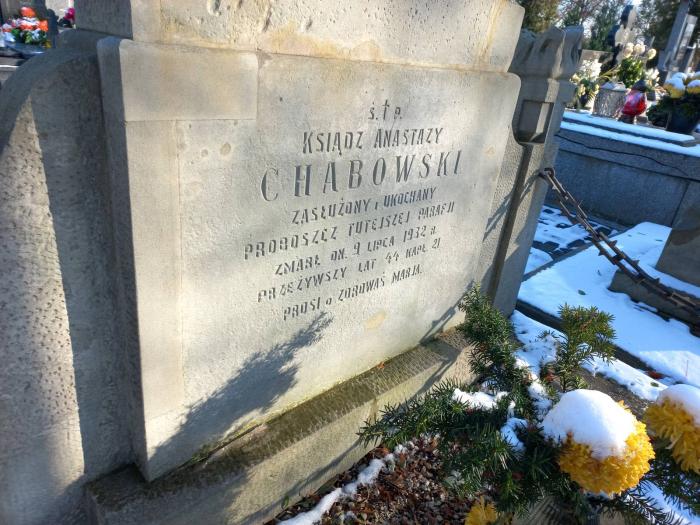 ś.†p.
KSIĄDZ ANASTAZY
CHABOWSKI
ZASŁUŻONY i UKOCHANY
PROBOSZCZ TUTEJSZEJ PARAFJI
ZMARŁ DN. 9 LIPCA 1932 R.
PRZEŻYWSZY LAT 44 KAPŁ. 21
PROSI o ZDROWAŚ MARJA.